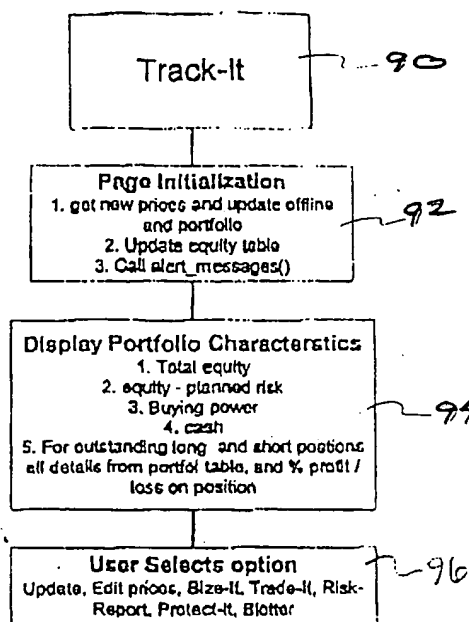 Track-It
90
Page Initialization
1. get new prices and update offline
and portfolio
2. Update equity table
3. Call alert_messages()
92
Display Portfolio Characterstics
1. Total equity
2. equity - planned risk
3. Buying power
4. cash
5. For outstanding long and short postions
all details from portfol table, and % profit /
loss on position
94
User Selects option
Update, Edit prices, Size-It, Trade-It, Risk-
Report, Protect-It, Blotter
96